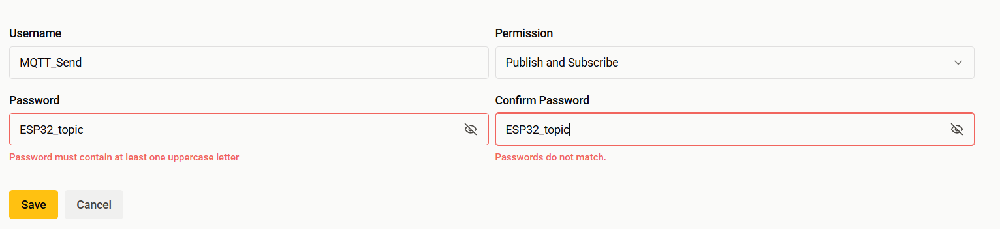 Username
Permission
MQTT_Send
Publish and Subscribe
Password
Confirm Password
ESP32_topic
ESP32_topic
Password must contain at least one uppercase letter
Passwords do not match.
Save
Cancel